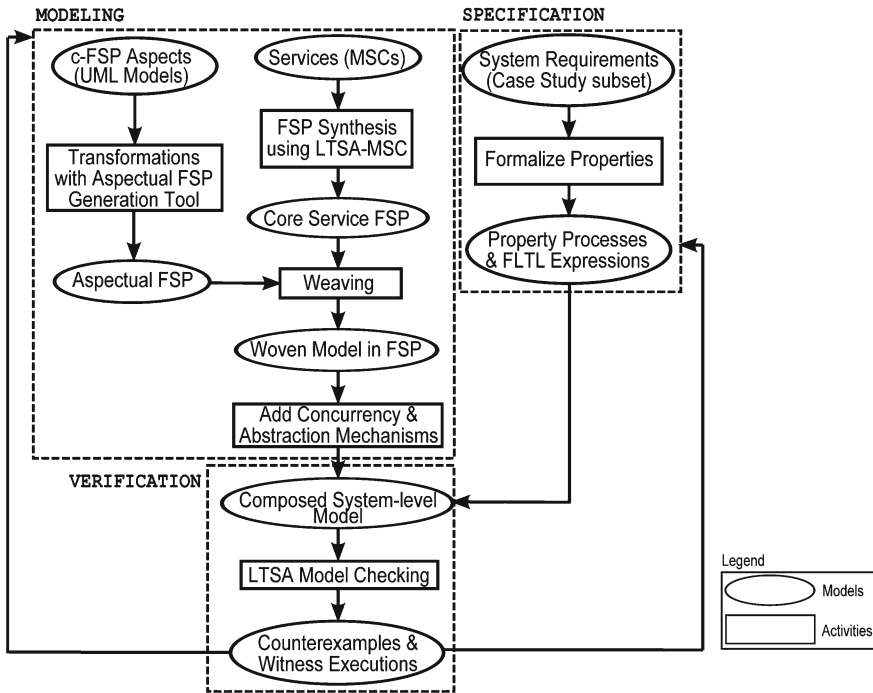 MODELING
c-FSP Aspects
(UML Models)
Transformations
with Aspectual FSP
Generation Tool
Aspectual FSP
Services (MSCs)
FSP Synthesis
using LTSA-MSC
Core Service FSP
Weaving
Woven Model in FSP
Add Concurrency &
Abstraction Mechanisms
SPECIFICATION
System Requirements
(Case Study subset)
Formalize Properties
Property Processes
& FLTL Expressions
VERIFICATION
Composed System-level
Model
LTSA Model Checking
Counterexamples &
Witness Executions
Legend
Models
Activities